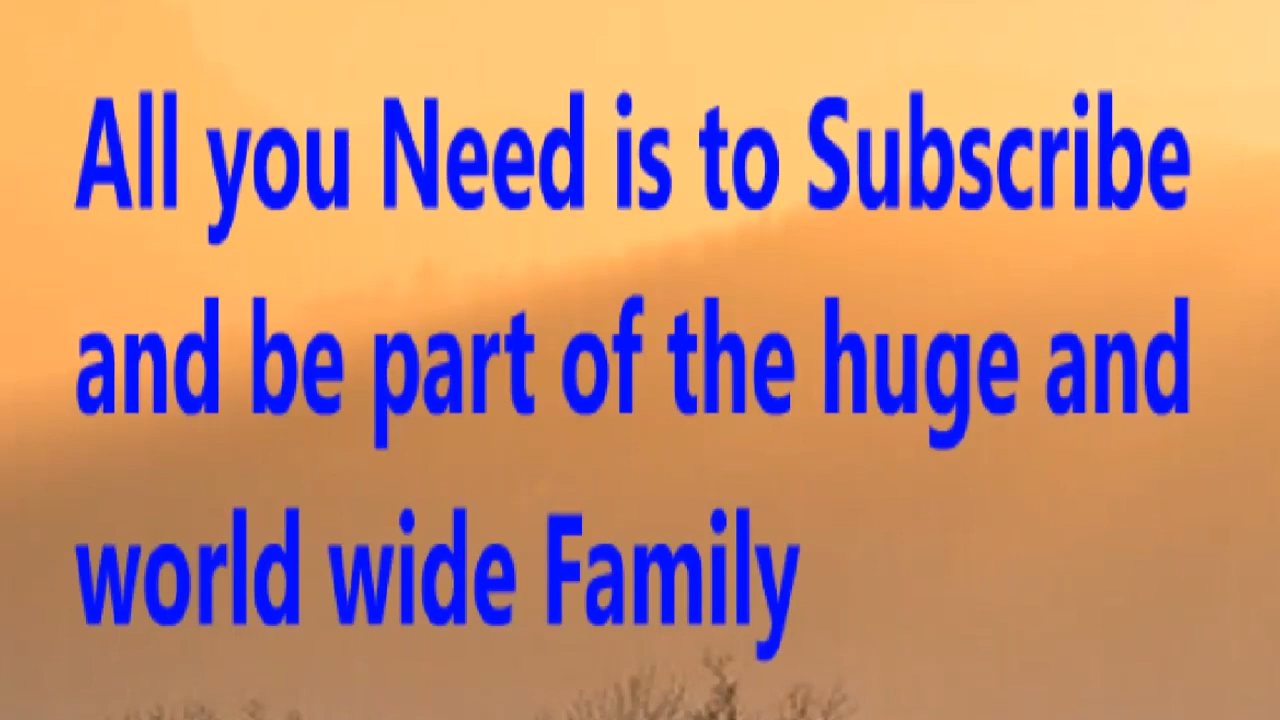 All you Need is to Subscribe
and be part of the huge and
world wide Family